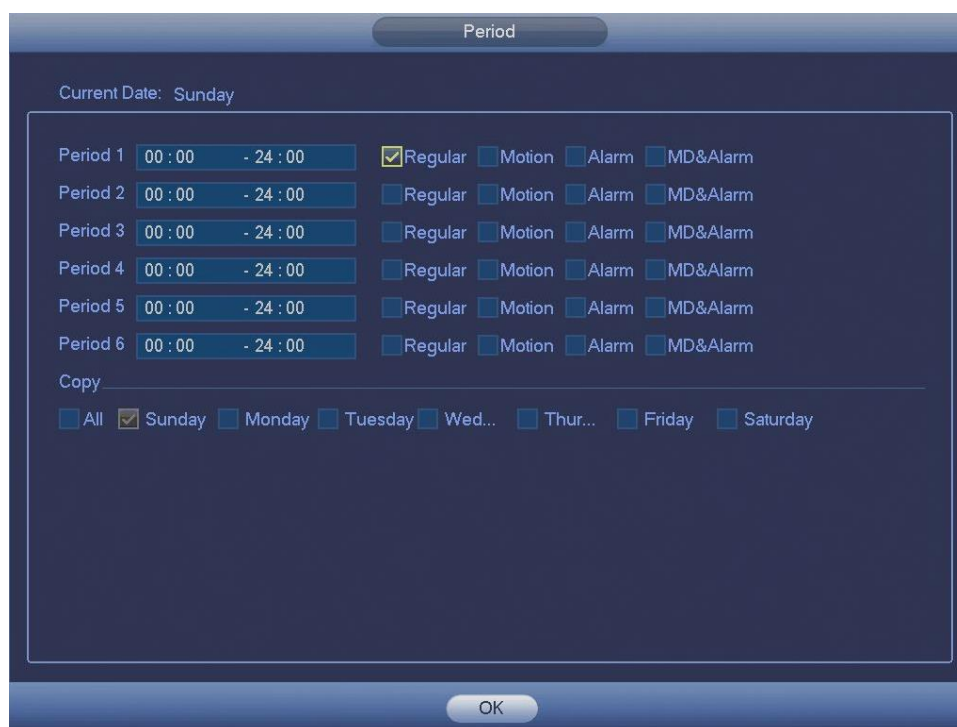 Period
Current Date: Sunday
Period 1 00 : 00 - 24 : 00 Regular Motion Alarm MD&Alarm
Period 2 00 : 00 - 24 : 00 Regular Motion Alarm MD&Alarm
Period 3 00 : 00 - 24 : 00 Regular Motion Alarm MD&Alarm
Period 4 00 : 00 - 24 : 00 Regular Motion Alarm MD&Alarm
Period 5 00 : 00 - 24 : 00 Regular Motion Alarm MD&Alarm
Period 6 00 : 00 - 24 : 00 Regular Motion Alarm MD&Alarm
Copy
All Sunday Monday Tuesday Wed... Thur... Friday Saturday
OK